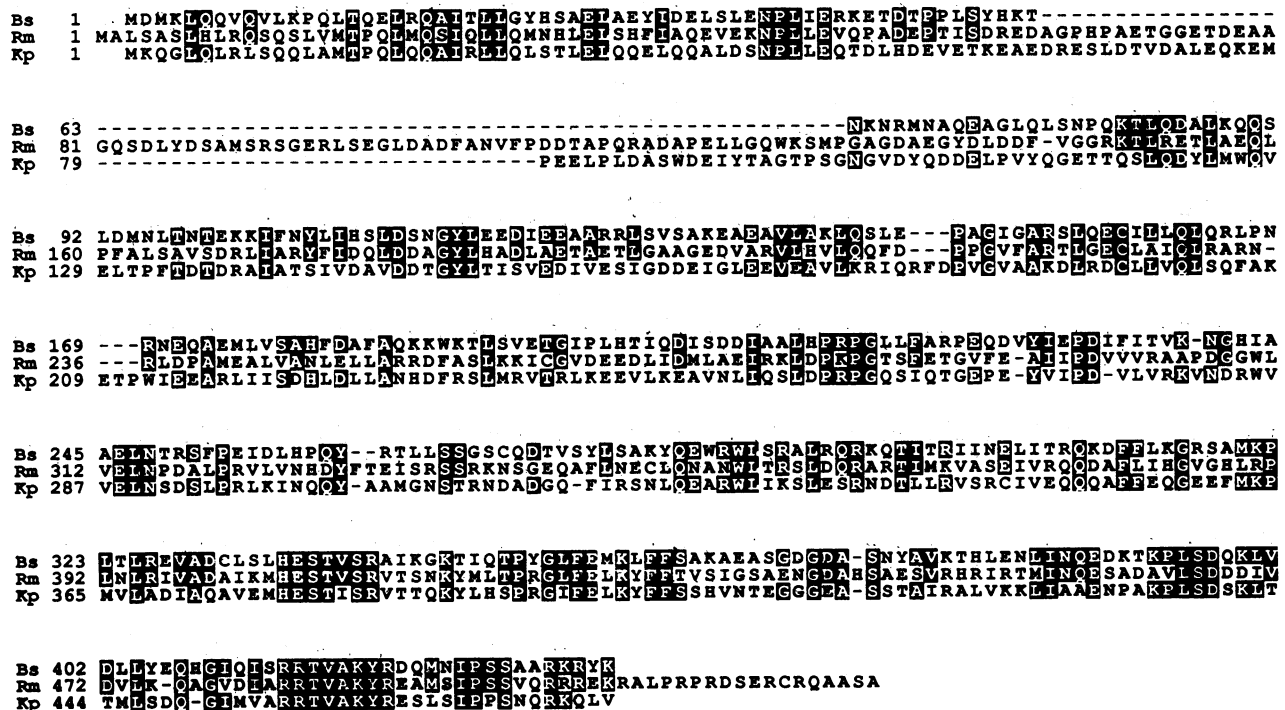 Bs 1 MDMKLQQVQVLKPQLTQELRQAITLLGYHSAELAEYIDELSLENPLIERKETDTPPLSYHKT---------------
Rm 1 MALSASLHLRQSQSLVMTPQLMQSIQLLQMNHLELSHFIAQEVEKNPLLEVQPADEPTISDREDAGPHPAETGGETDEAA
Kp 1 MKQGLQLRLSQQLAMTPQLQQAIRLLQLSTLELQQELQQALDSNPLLEQTDLHDEVETKEAEDRESLDTVDALEQKEM
Bs 63 ---------------------------------------------------NKNRMNAQEAGLQLSNPQKTLQDALKQQS
Rm 81 GQSDLYDSAMSRSGERLSEGLDADFANVFPDDTAPQRADAPELLGQWKSMPGAGDAEGYDLDDF-VGGRKTLRETLAEQL
Kp 79 ------------------------------PEELPLDASWDEIYTAGTPSGNGVDYQDDELPVYQGETTQSLQDYLMWQV
Bs 92 LDMNLTNTEKKIFNYLIHSLDSNGYLEEDIEEAARRLSVSAKEAEAVLAKLQSLE---PAGIGARSLQECILLQLQRLPN
Rm 160 PFALSAVSDRLIARYFIDQLDDAGYLHADLAETAETLGAAGEDVARVLHVLQQFD---PPGVFARTLGECLAIQLRARN-
Kp 129 ELTPFTDTDRAIATSIVDAVDDTGYLTISVEDIVESIGDDEIGLEEVEAVLKRIQRFDPVGVAAKDLRDCLLVQLSQFAK
Bs 169 ---RNEQAEMLVSAHFDAFAQKKWKTLSVETGIPLHTIQDISDDIAALHPRPGLLFARPEQDVYIEPDIFITVK-NGHIA
Rm 236 ---RLDPAMEALVANLELLARRDFASLKKICGVDEEDLIDMLAEIRKLDPKPGTSFETGVFE-AIIPDVVVVRAAPDGGWL
Kp 209 ETPWIEEARLIISDHLDLLANHDFRSLMRVTRLKEEVLKEAVNLIQSLDPRPGQSIQTGEPE-YVIPD-VLVRKVNDRWV
Bs 245 AELNTRSFPEIDLHPQY--RTLLSSGSCQDTVSYLSAKYQEWRWLSRALRQRKQTITRIINELITRQKDFFLKGRSAMKP
Rm 312 VELNPDALPRVLVNHDYFTEISRSSRKNSGEQAFLNECLQNANWLTRSLDQRARTIMKVASEIVRQQDAFLIHGVGHLRP
Kp 287 VELNSDSLPRLKINQQY-AAMGNSTRNDADGQ-FIRSNLQEARWLIKSLESRNDTLLRVSRCIVEQQQAFFEQGEEFMKP
Bs 323 LTLREVADCLSLHESTVSRAIKGKTIQTPYGLFEMKLFFSAKAEASGDGDA-SNYAVKTHLENLINQEDKTKPLSDQKLV
Rm 392 LNLRIVADAIKMHESTVSRVTSNKYMLTPRGLFELKYFFTVSIGSAENGDAHSAESVRHRIRTMINQESADAVLSDDDIV
Kp 365 MVLADIAQAVEMHESTISRVTTQKYLHSPRGIFELKYFFSSHVNTEGGGEA-SSTAIRALVKKLIAAENPAKPLSDSKLT
Bs 402 DLLYEQHGIQISRRTVAKYRDQMNIPSSAARKRYK
Rm 472 DVLK-QAGVDIARRTVAKYREAMSIPSSVQRRREKRALPRPRDSERCRQAASA
Kp 444 TMLSDQ-GIMVARRTVAKYRESLSIPPSNQRKQLV